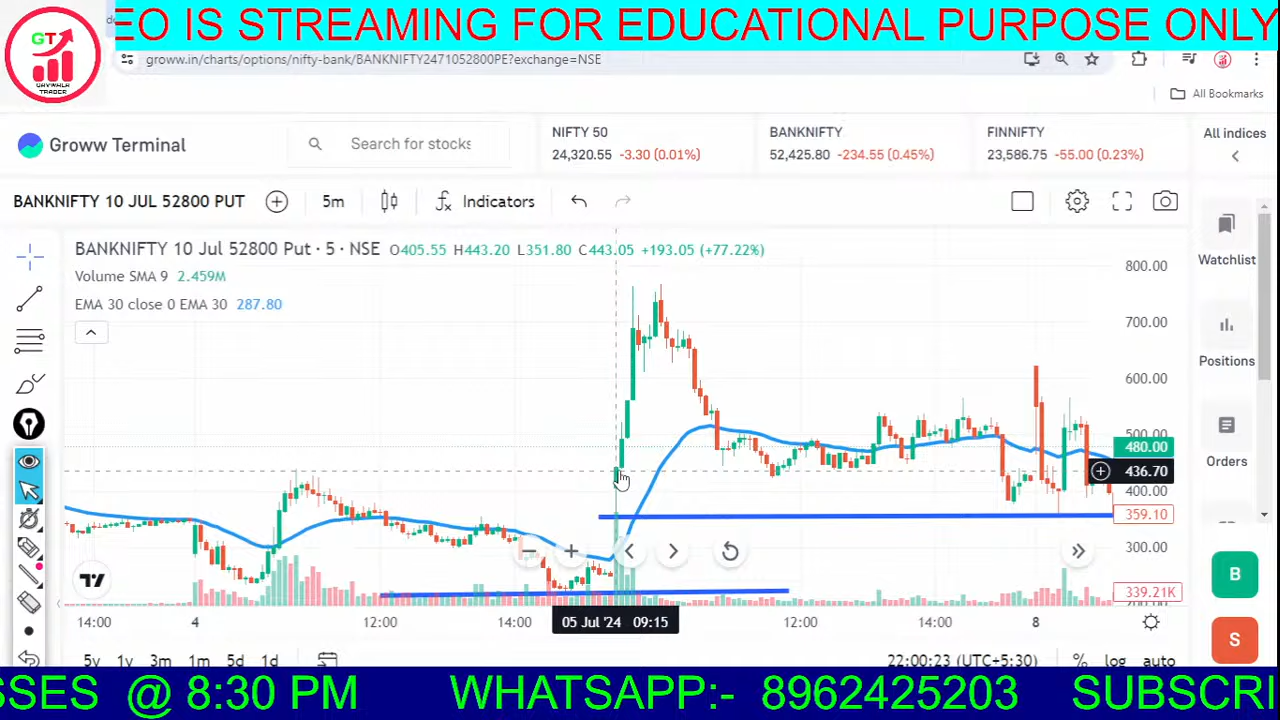 EO IS STREAMING FOR EDUCATIONAL PURPOSE ONLY
GT
GHYWALA
TRADER
groww.in/charts/options/nifty-bank/BANKNIFTY2471052800PE?exchange=NSE
All Bookmarks
Groww Terminal
Search for stocks
NIFTY 50
24,320.55 -3.30 (0.01%)
BANKNIFTY
52,425.80 -234.55 (0.45%)
FINNIFTY
23,586.75 -55.00 (0.23%)
All indices
BANKNIFTY 10 JUL 52800 PUT
5m
Indicators
BANKNIFTY 10 Jul 52800 Put · 5 · NSE O405.55 H443.20 L351.80 C443.05 +193.05 (+77.22%)
Volume SMA 9 2.459M
EMA 30 close 0 EMA 30 287.80
800.00
700.00
600.00
500.00
480.00
436.70
400.00
359.10
300.00
339.21K
Watchlist
Positions
Orders
B
S
14:00 4 12:00 14:00 05 Jul '24 09:15 12:00 14:00 8
5y 1y 3m 1m 5d 1d
22:00:23 (UTC+5:30) % log auto
SSES @ 8:30 PM WHATSAPP:- 8962425203 SUBSCRI